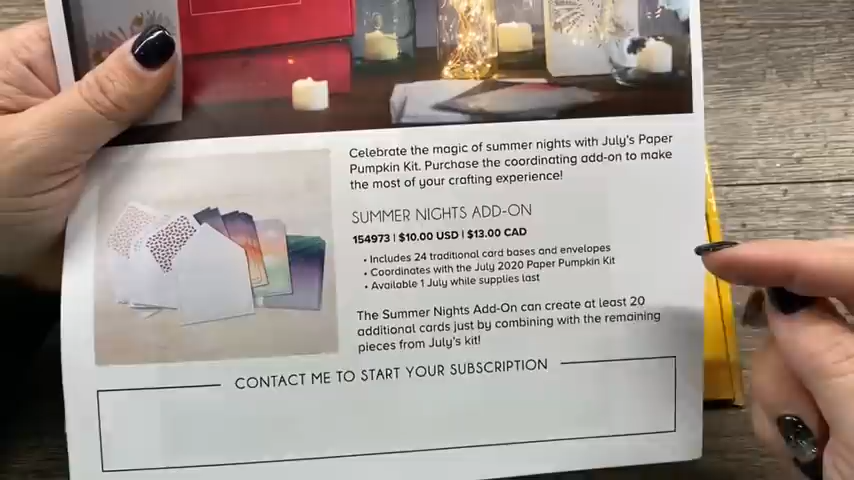 Celebrate the magic of summer nights with July's Paper
Pumpkin Kit. Purchase the coordinating add-on to make
the most of your crafting experience!
SUMMER NIGHTS ADD-ON
154973 | $10.00 USD | $13.00 CAD
• Includes 24 traditional card bases and envelopes
• Coordinates with the July 2020 Paper Pumpkin Kit
• Available 1 July while supplies last
The Summer Nights Add-On can create at least 20
additional cards just by combining with the remaining
pieces from July's kit!
CONTACT ME TO START YOUR SUBSCRIPTION